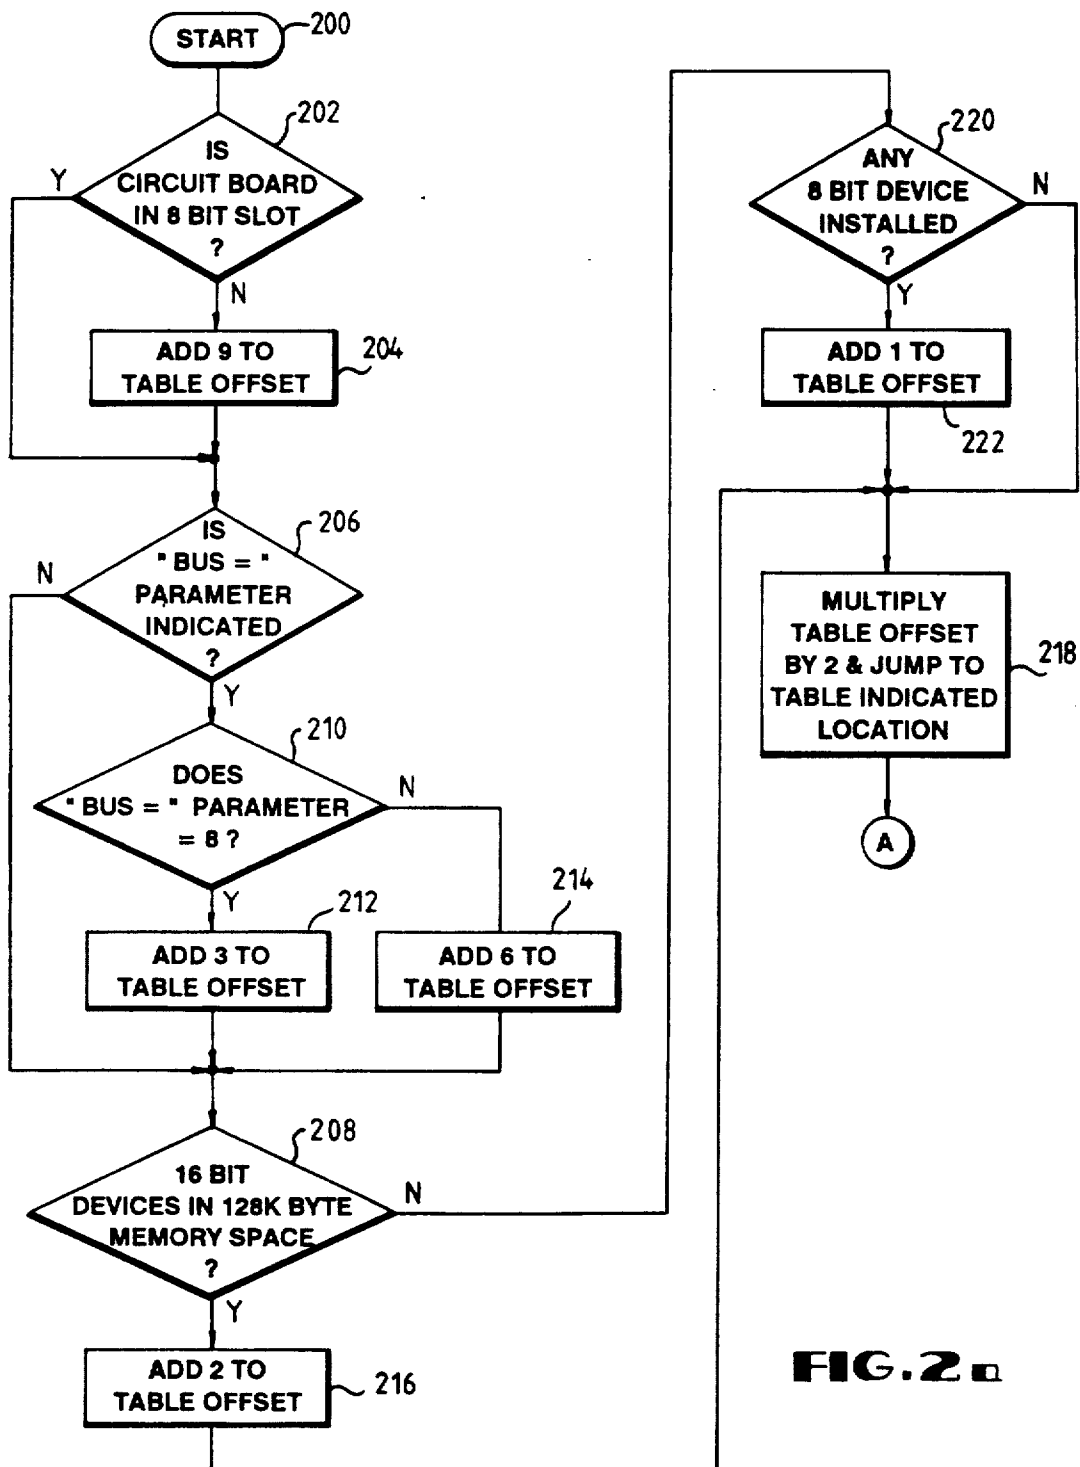 START
200
202
IS
CIRCUIT BOARD
IN 8 BIT SLOT
?
Y
N
ADD 9 TO
TABLE OFFSET
204
206
IS
" BUS = "
PARAMETER
INDICATED
?
N
Y
210
DOES
" BUS = " PARAMETER
= 8 ?
N
Y
212
ADD 3 TO
TABLE OFFSET
214
ADD 6 TO
TABLE OFFSET
208
16 BIT
DEVICES IN 128K BYTE
MEMORY SPACE
?
N
Y
ADD 2 TO
TABLE OFFSET
216
220
ANY
8 BIT DEVICE
INSTALLED
?
N
Y
ADD 1 TO
TABLE OFFSET
222
MULTIPLY
TABLE OFFSET
BY 2 & JUMP TO
TABLE INDICATED
LOCATION
218
A
FIG.2a